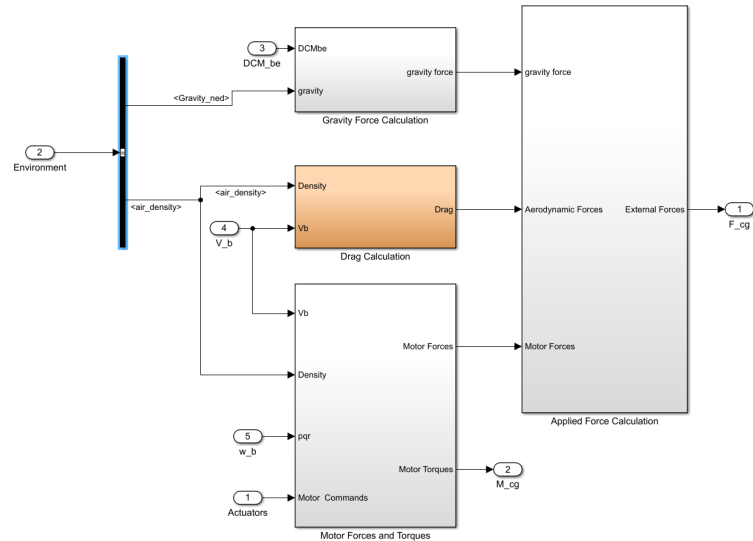 3
DCM_be
DCMbe
gravity force
gravity
Gravity Force Calculation
<Gravity_ned>
gravity force
2
Environment
<air_density>
<air_density>
Density
Drag
Vb
Drag Calculation
4
V_b
Aerodynamic Forces
External Forces
1
F_cg
Vb
Motor Forces
Motor Forces
Density
Applied Force Calculation
5
w_b
pqr
Motor Torques
2
M_cg
1
Actuators
Motor  Commands
Motor Forces and Torques